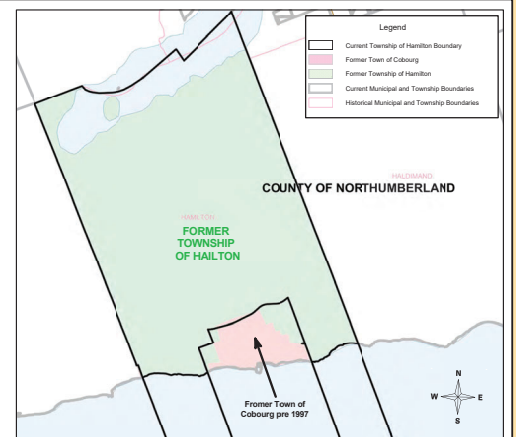 Legend
Current Township of Hamilton Boundary
Former Town of Cobourg
Former Township of Hamilton
Current Municipal and Township Boundaries
Historical Municipal and Township Boundaries
HALDIMAND
COUNTY OF NORTHUMBERLAND
HAMILTON
FORMER
TOWNSHIP
OF HAILTON
Fromer Town of
Cobourg pre 1997
N
W
E
S